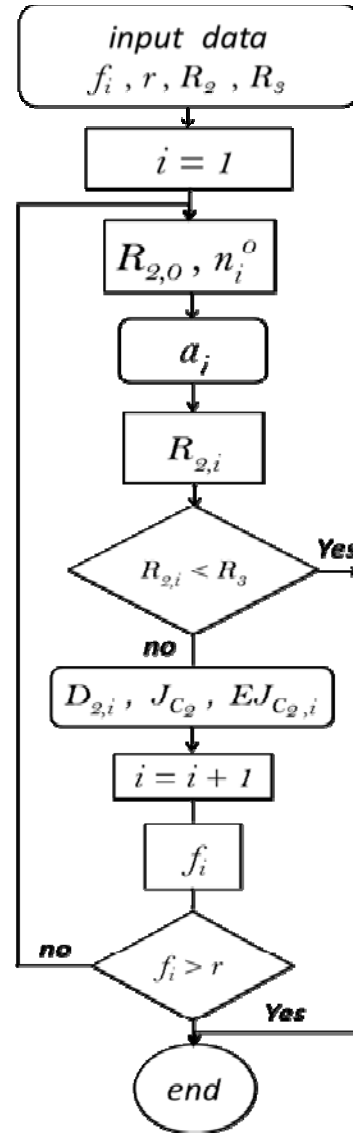 input data
f_i , r , R_2 , R_3
i = 1
R_{2,0} , n_i^o
a_i
R_{2,i}
R_{2,i} < R_3
Yes
no
D_{2,i} , J_{C_2} , EJ_{C_2,i}
i = i + 1
f_i
f_i > r
no
Yes
end